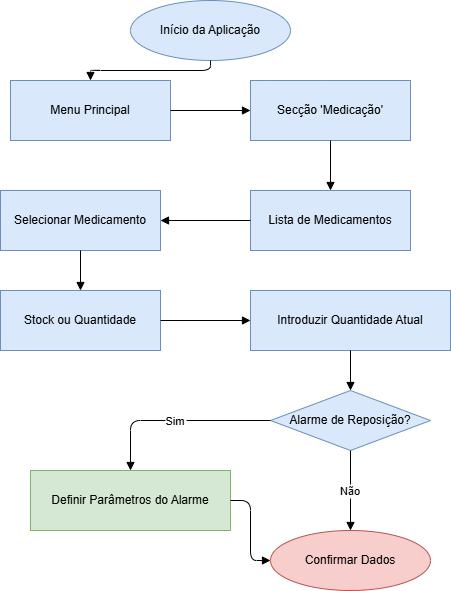 Início da Aplicação
Menu Principal
Secção 'Medicação'
Selecionar Medicamento
Lista de Medicamentos
Stock ou Quantidade
Introduzir Quantidade Atual
Alarme de Reposição?
Sim
Não
Definir Parâmetros do Alarme
Confirmar Dados